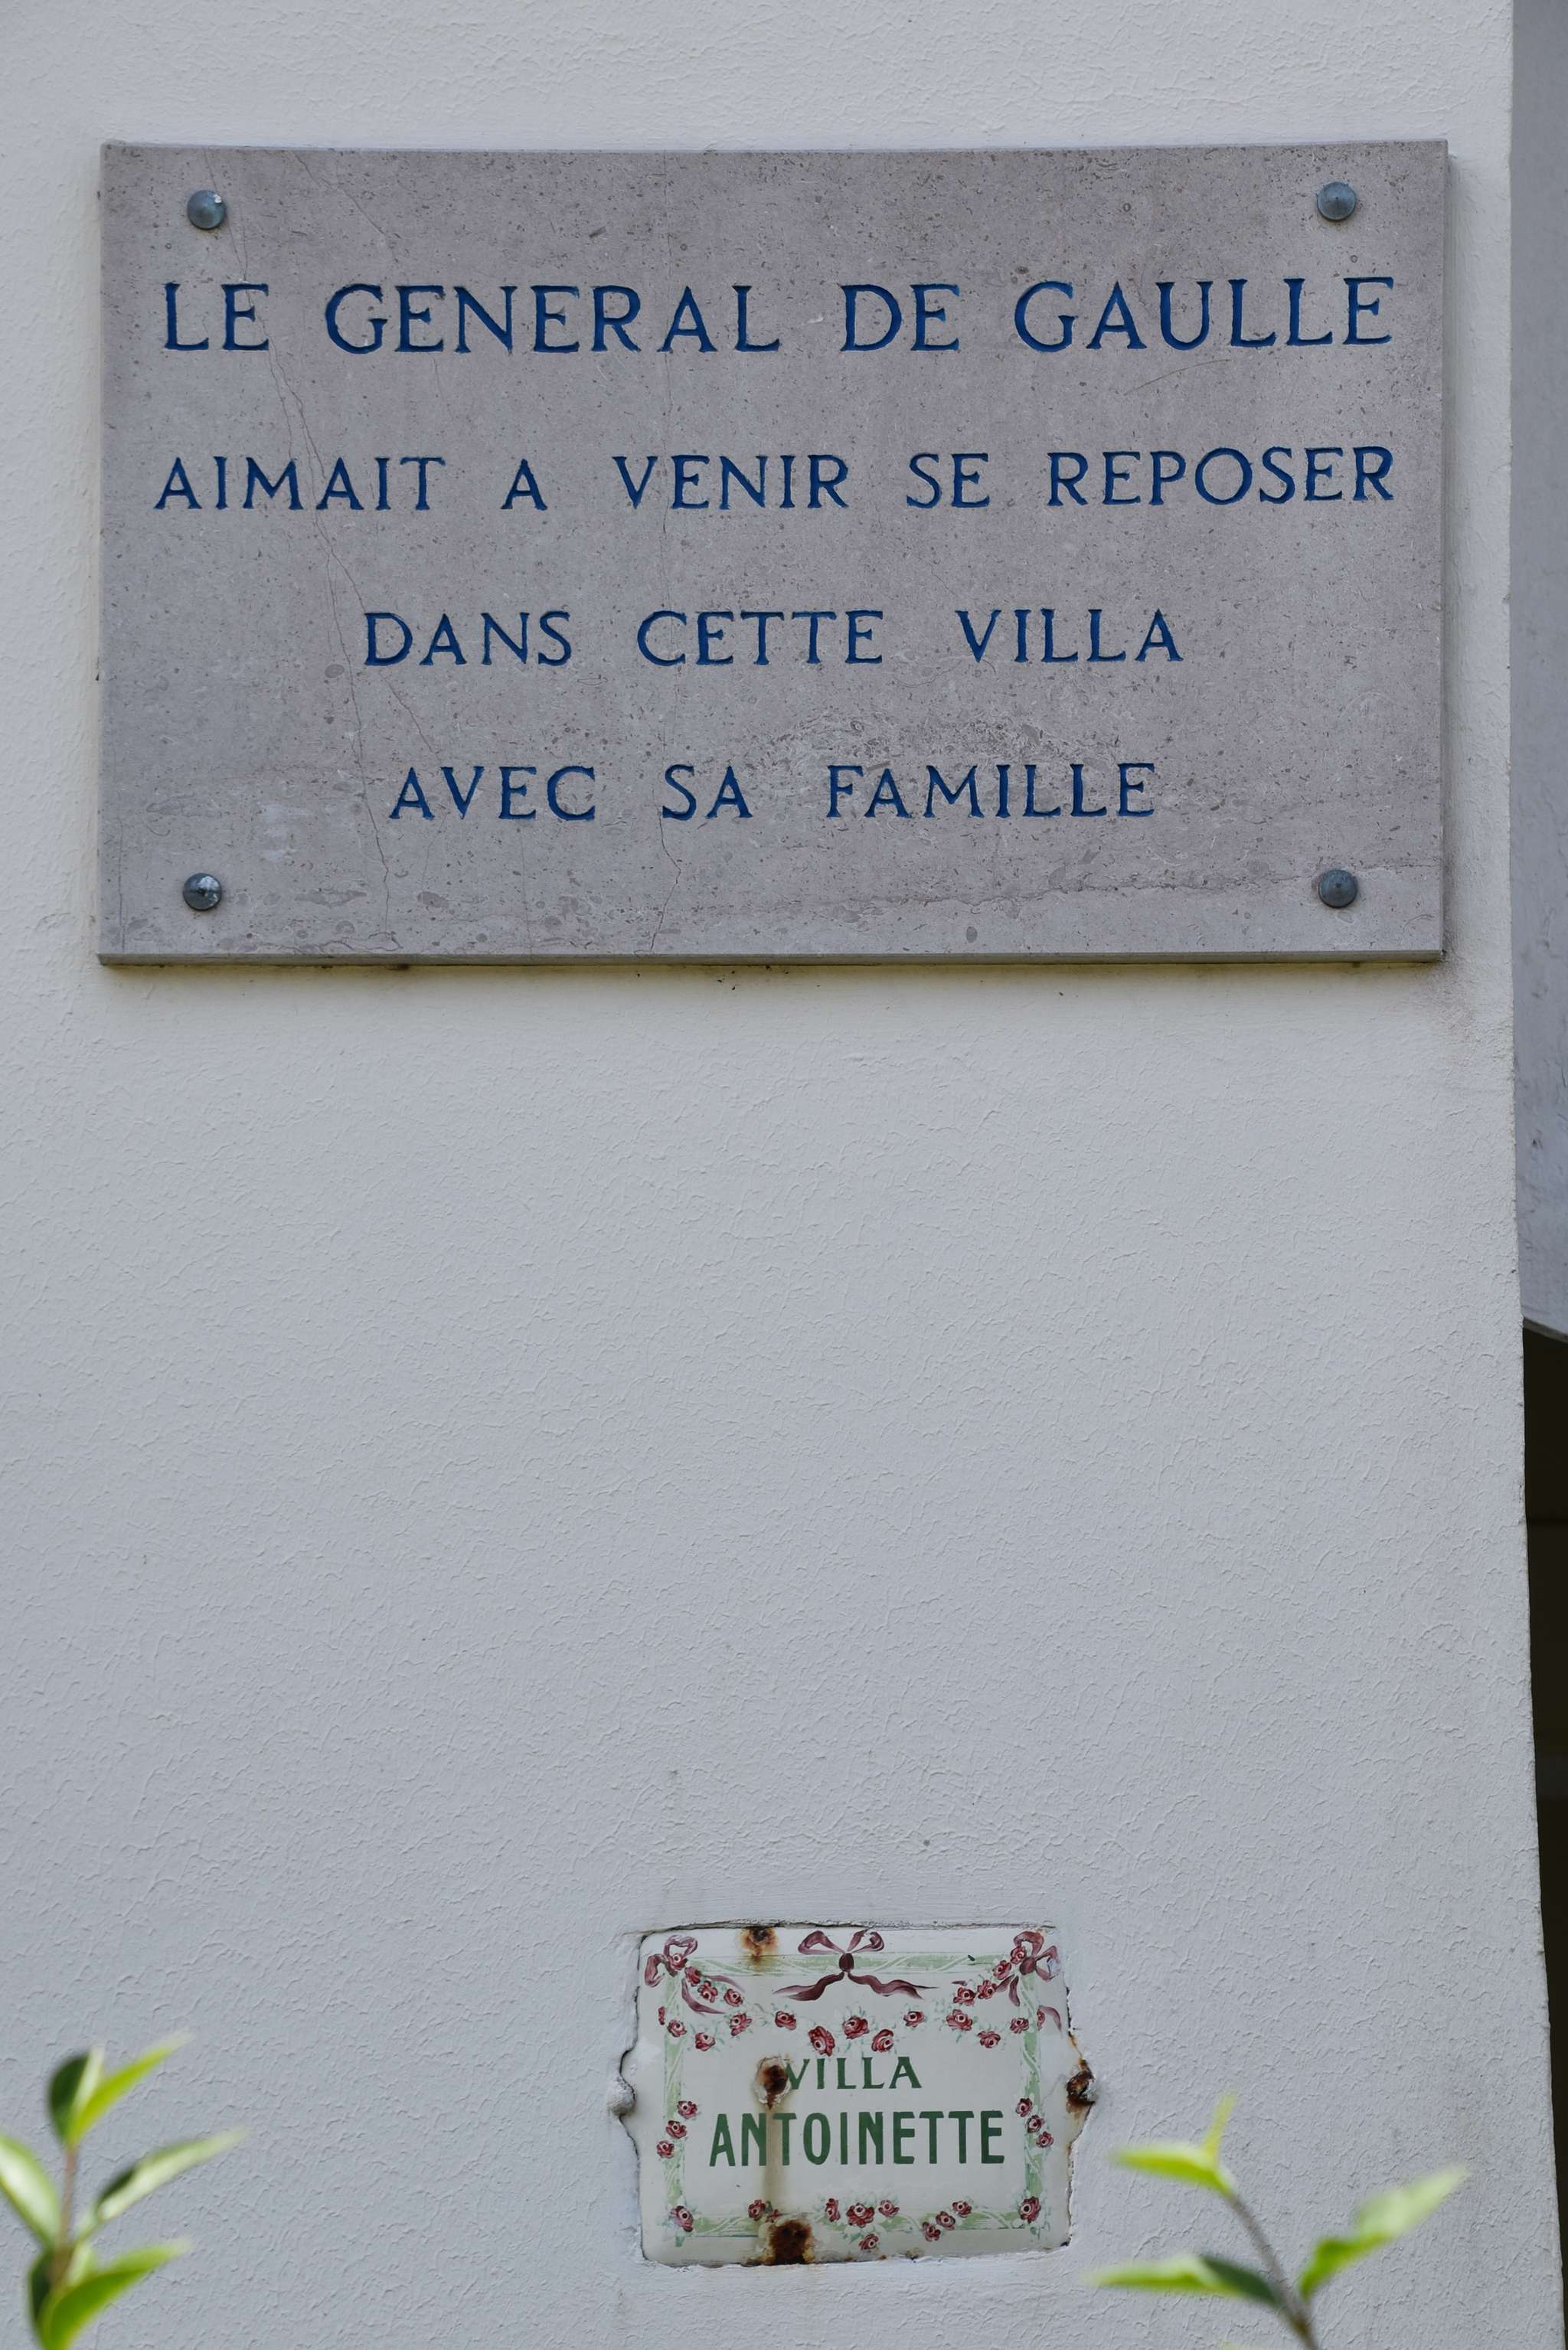 LE GENERAL DE GAULLE
AIMAIT A VENIR SE REPOSER
DANS CETTE VILLA
AVEC SA FAMILLE
VILLA
ANTOINETTE